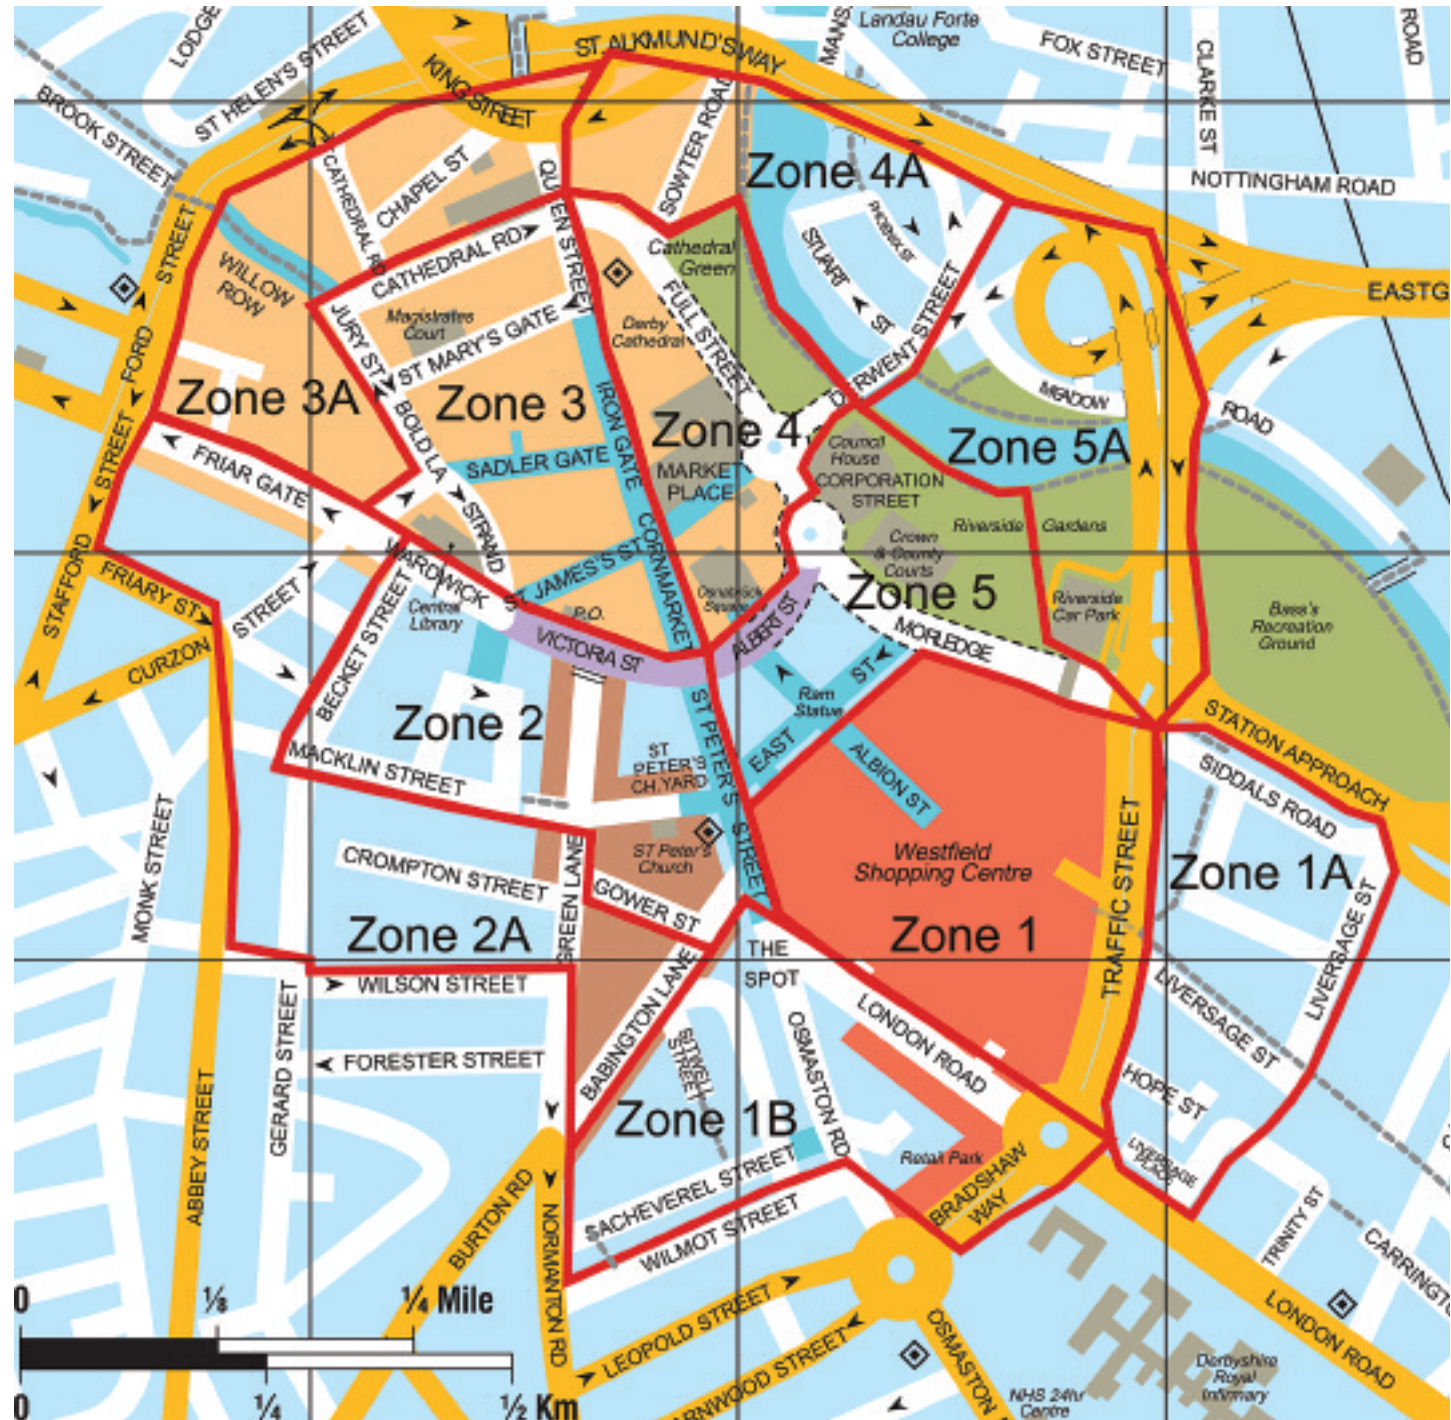 LODGE
ST HELEN'S STREET
BROOK STREET
KING STREET
ST ALKMUND'S WAY
MANS
Landau Forte
College
FOX STREET
CLARKE ST
ROAD
NOTTINGHAM ROAD
EASTG
CATHEDRAL RD
CHAPEL ST
QUEEN STREET
SOWTER ROAD
Zone 4A
PHOENIX ST
STUART ST
DERWENT STREET
Cathedral
Green
WILLOW
ROW
CATHEDRAL RD
Magistrates
Court
JURY ST
ST MARY'S GATE
Derby
Cathedral
FULL STREET
MEADOW
ROAD
STAFFORD STREET
FORD
STREET
Zone 3A
Zone 3
BOLD LA
IRON GATE
Zone 4
Council
House
Zone 5A
SADLER GATE
MARKET
PLACE
CORPORATION
STREET
FRIAR GATE
STRAND
CORNMARKET
Riverside
Gardens
Crown
& County
Courts
WARDWICK
ST JAMES'S ST
Osnabrück
Square
Zone 5
Riverside
Car Park
Bass's
Recreation
Ground
FRIARY ST
STREET
CURZON
BECKET STREET
Central
Library
P.O.
VICTORIA ST
ALBERT ST
MORLEDGE
Zone 2
ST PETER'S STREET
ST
PETER'S
CH.YARD
Ram
Statue
EAST ST
ALBION ST
STATION APPROACH
SIDDALS ROAD
MACKLIN STREET
MONK STREET
CROMPTON STREET
GREEN LANE
ST Peter's
Church
GOWER ST
Westfield
Shopping Centre
TRAFFIC STREET
Zone 1A
LIVERSAGE ST
Zone 2A
Zone 1
THE
SPOT
WILSON STREET
BABINGTON LANE
LONDON ROAD
LIVERSAGE ST
GERARD STREET
FORESTER STREET
SITWELL
STREET
OSMASTON RD
HOPE ST
ABBEY STREET
Zone 1B
Retail Park
LIVERSAGE
PLACE
BRADSHAW
WAY
BURTON RD
NORMANTON RD
SACHEVEREL STREET
WILMOT STREET
TRINITY ST
CARRINGTO
LEOPOLD STREET
ARNWOOD STREET
OSMASTON
LONDON ROAD
Derbyshire
Royal
Infirmary
NHS 24hr
Centre
0 ⅛ ¼ Mile
0 ¼ ½ Km